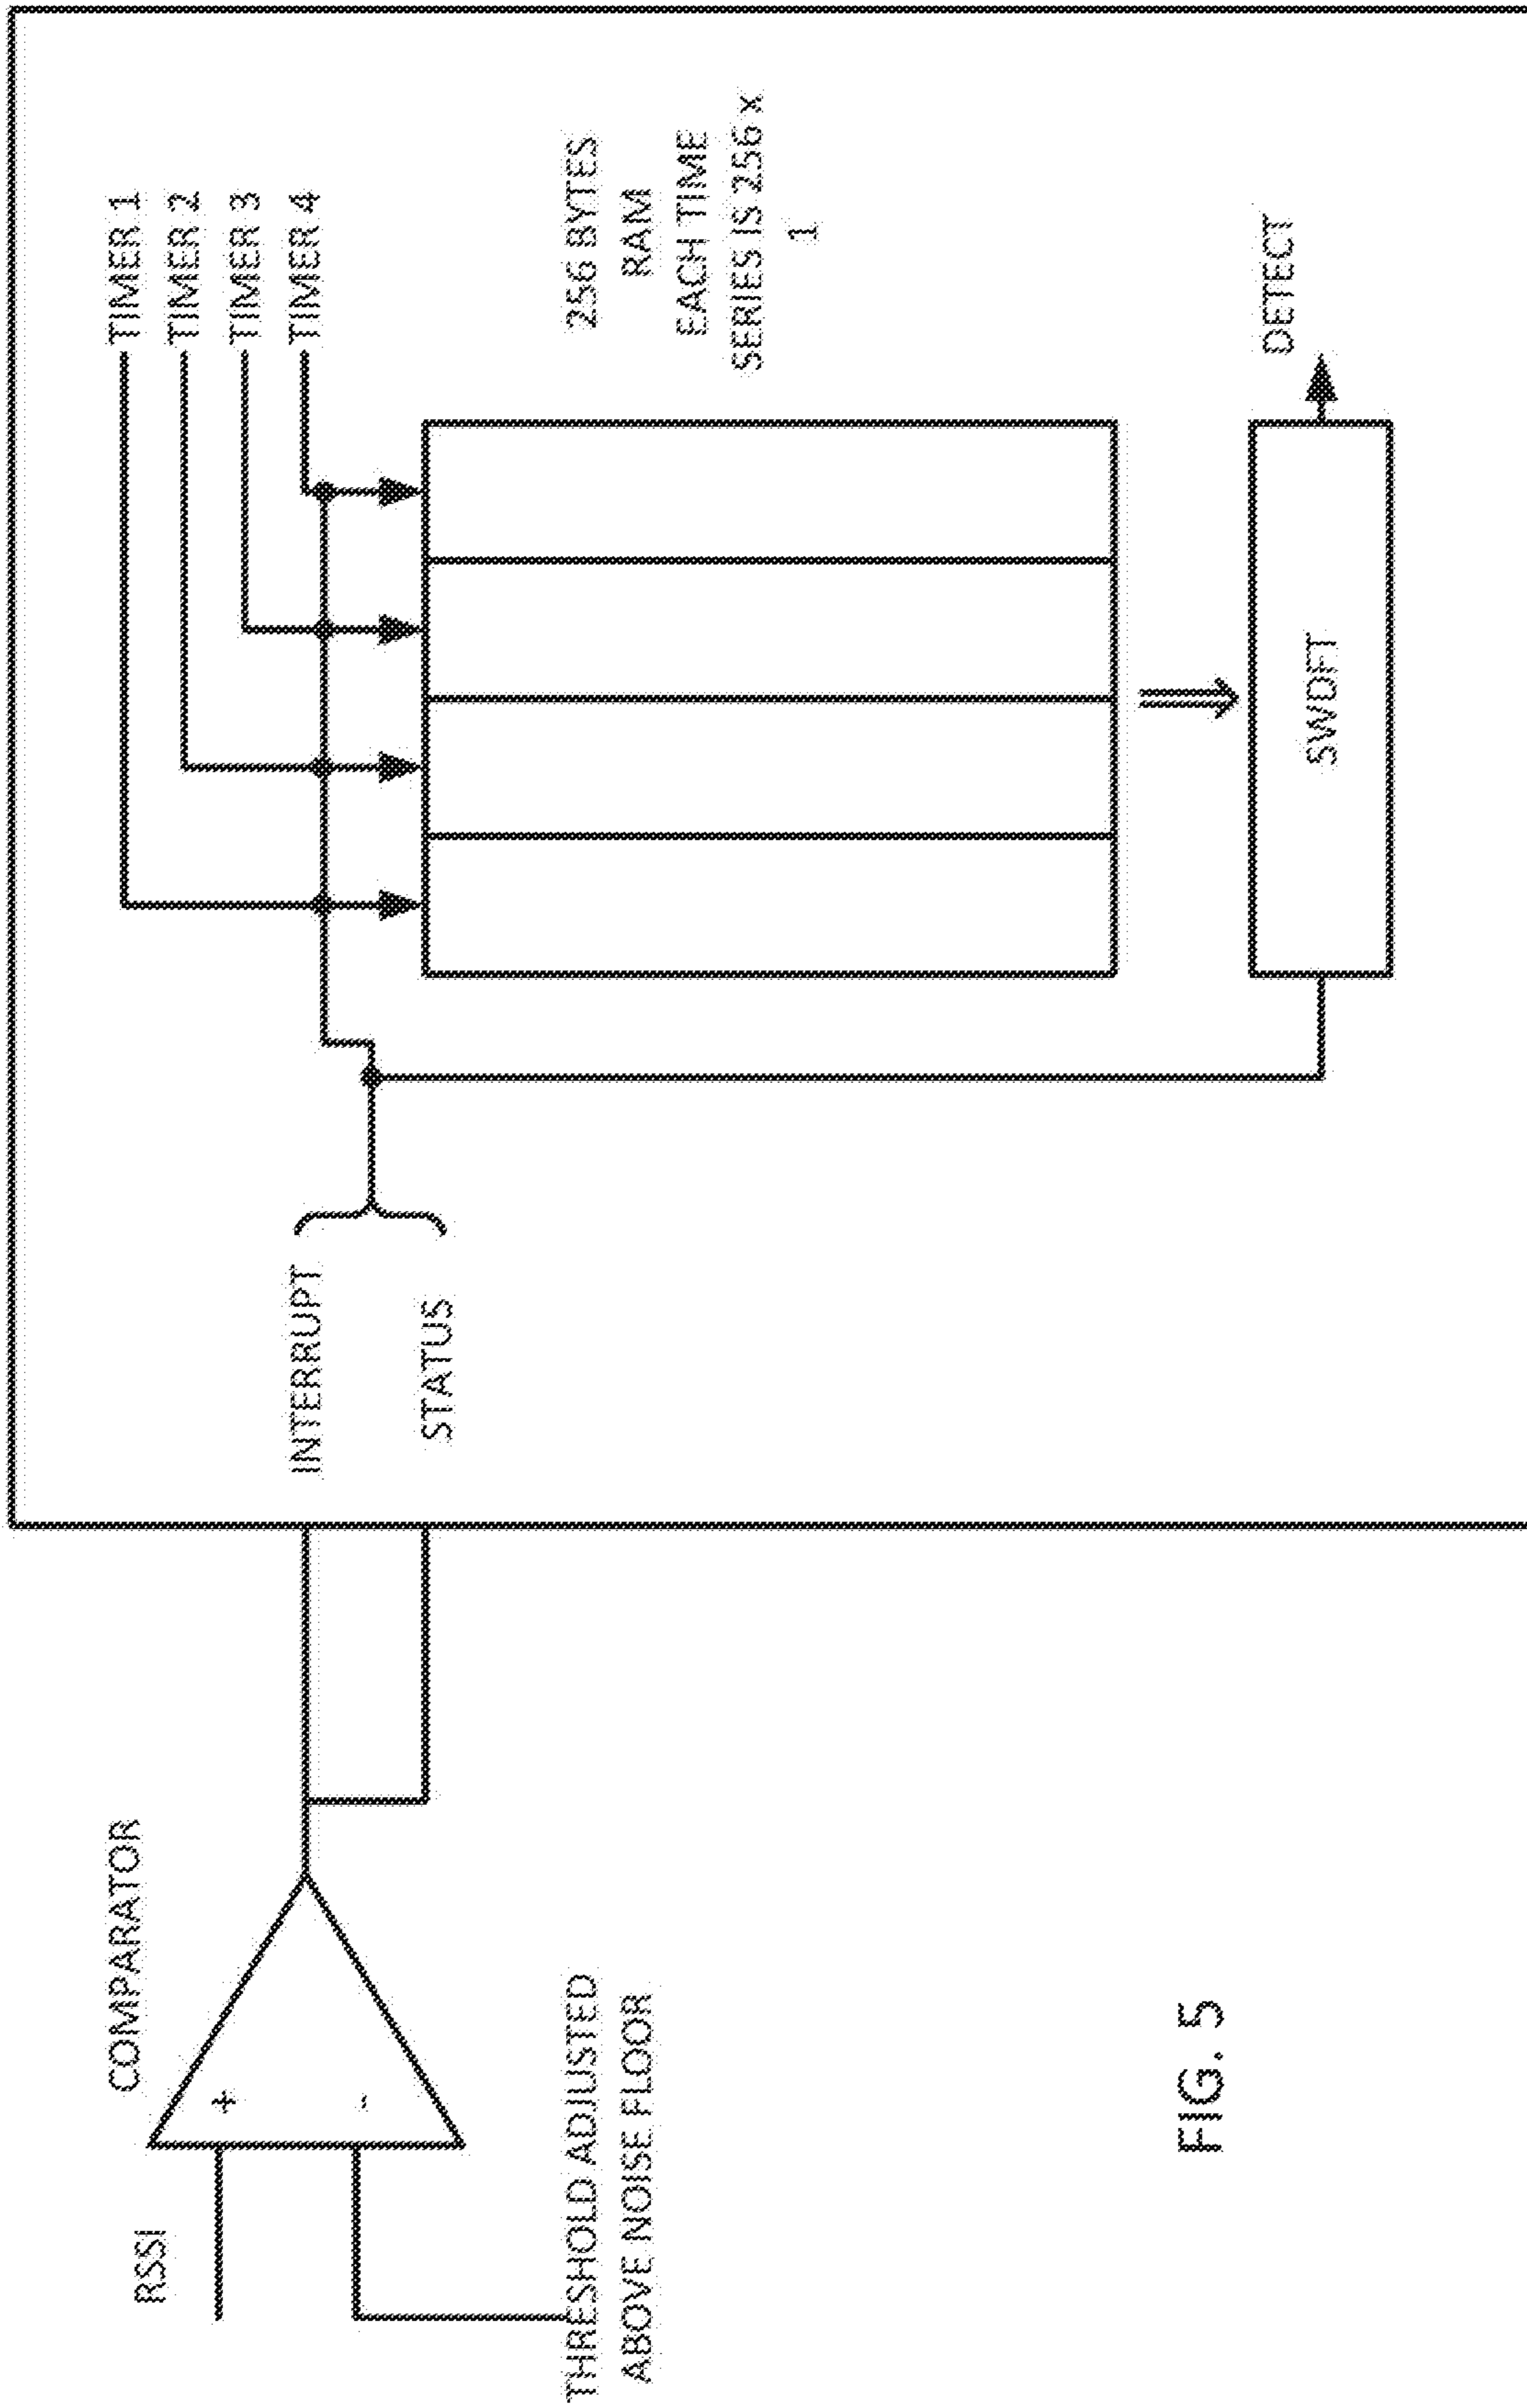 RSSI
COMPARATOR
+
-
THRESHOLD ADJUSTED
ABOVE NOISE FLOOR
INTERRUPT
STATUS
TIMER 1
TIMER 2
TIMER 3
TIMER 4
256 BYTES
RAM
EACH TIME
SERIES IS 256 x
1
SWDFT
DETECT
FIG. 5